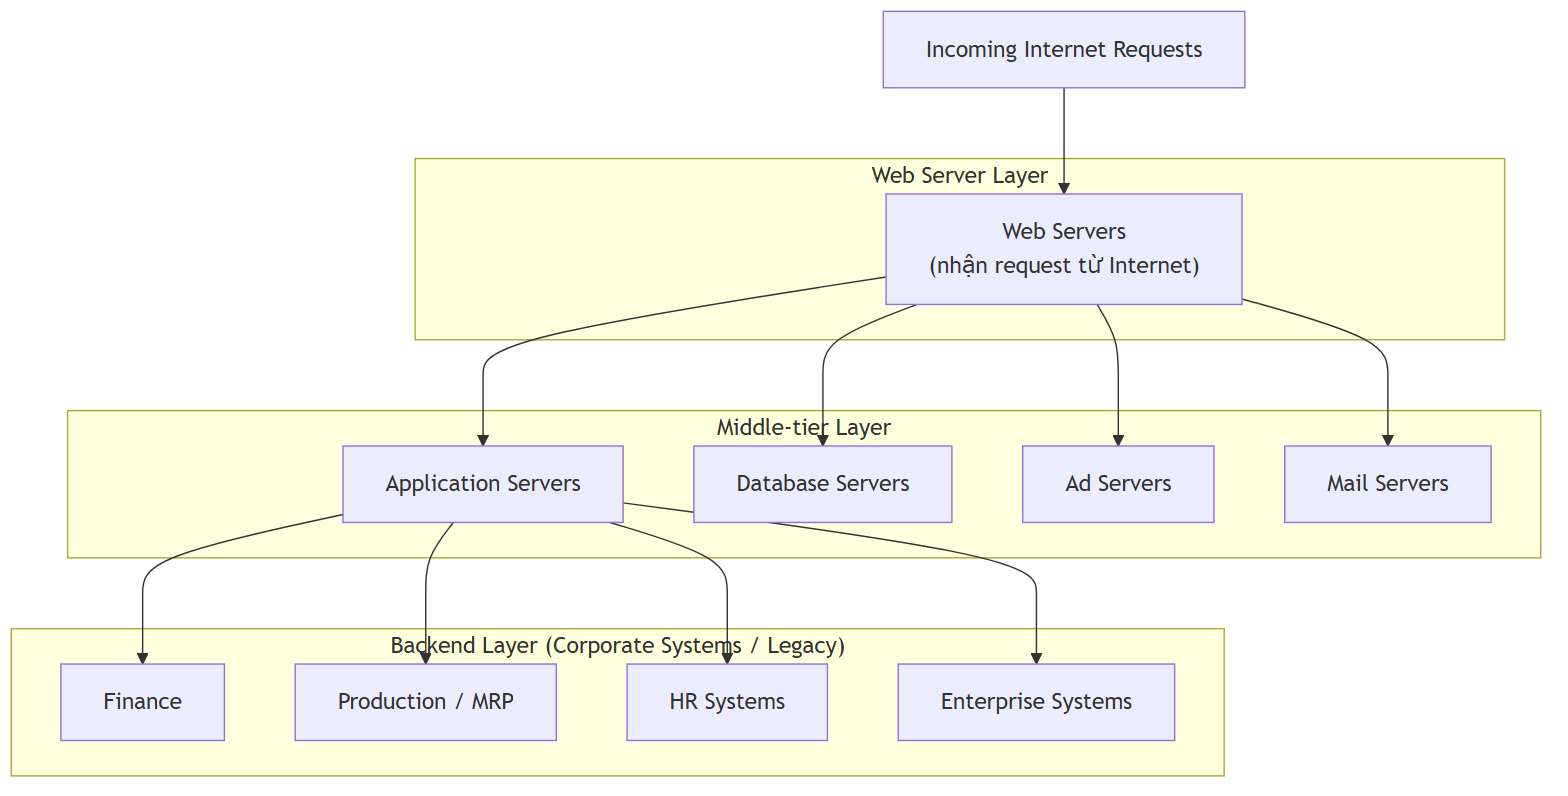 Incoming Internet Requests
Web Server Layer
Web Servers
(nhận request từ Internet)
Middle-tier Layer
Application Servers
Database Servers
Ad Servers
Mail Servers
Backend Layer (Corporate Systems / Legacy)
Finance
Production / MRP
HR Systems
Enterprise Systems